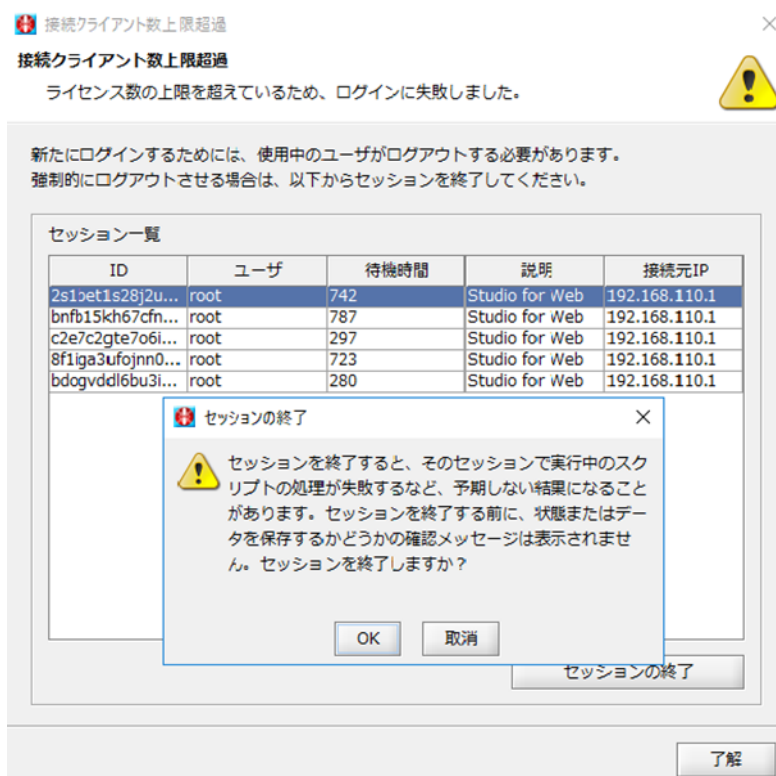 接続クライアント数上限超過
接続クライアント数上限超過
ライセンス数の上限を超えているため、ログインに失敗しました。
新たにログインするためには、使用中のユーザがログアウトする必要があります。
強制的にログアウトさせる場合は、以下からセッションを終了してください。
セッション一覧
ID ユーザ 待機時間 説明 接続元IP
2s1bet1s28j2u... root 742 Studio for Web 192.168.110.1
bnfb15kh67cfn... root 787 Studio for Web 192.168.110.1
c2e7c2gte7o6i... root 297 Studio for Web 192.168.110.1
8f1iga3ufojnn0... root 723 Studio for Web 192.168.110.1
bdogvddl6bu3i... root 280 Studio for Web 192.168.110.1
セッションの終了
セッションを終了すると、そのセッションで実行中のスク
リプトの処理が失敗するなど、予期しない結果になること
があります。セッションを終了する前に、状態またはデー
タを保存するかどうかの確認メッセージは表示されませ
ん。セッションを終了しますか？
OK 取消
セッションの終了
了解